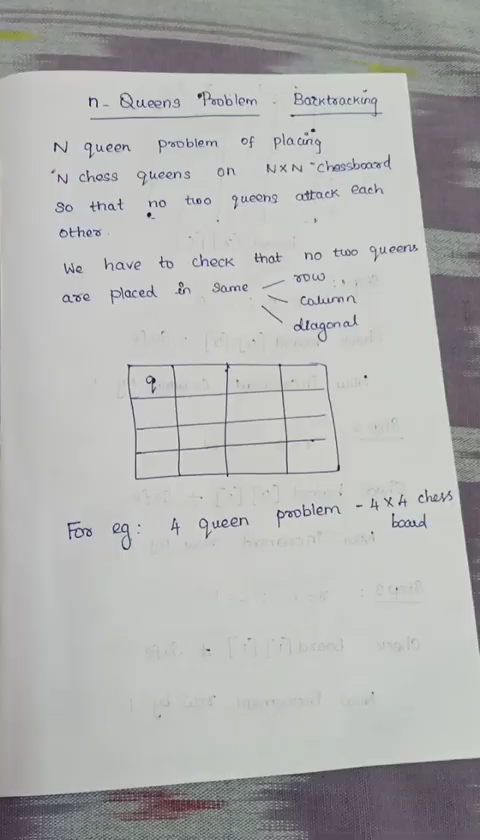 n-Queens Problem - Backtracking
N queen problem of placing
N chess queens on N×N chessboard
so that no two queens attack each
other.
We have to check that no two queens
are placed in same — row
column
diagonal
q
For eg: 4 queen problem - 4×4 chess
board